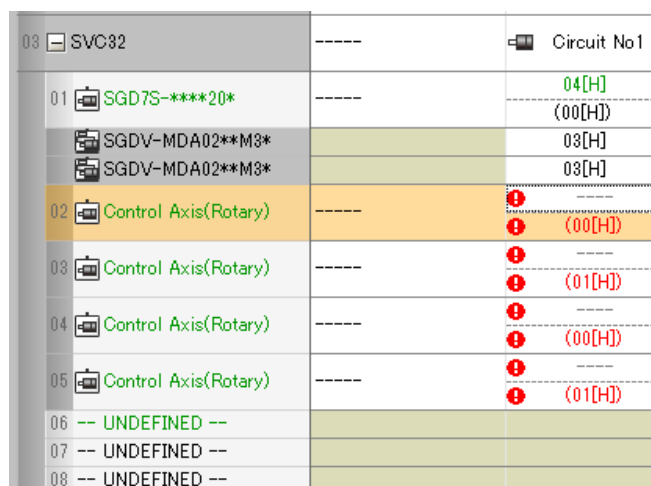 03 SVC32 ----- Circuit No1
01 SGD7S-****20* ----- 04[H]
(00[H])
SGDV-MDA02**M3* 03[H]
SGDV-MDA02**M3* 03[H]
02 Control Axis(Rotary) ----- ----
(00[H])
03 Control Axis(Rotary) ----- ----
(01[H])
04 Control Axis(Rotary) ----- ----
(00[H])
05 Control Axis(Rotary) ----- ----
(01[H])
06 -- UNDEFINED --
07 -- UNDEFINED --
08 -- UNDEFINED --